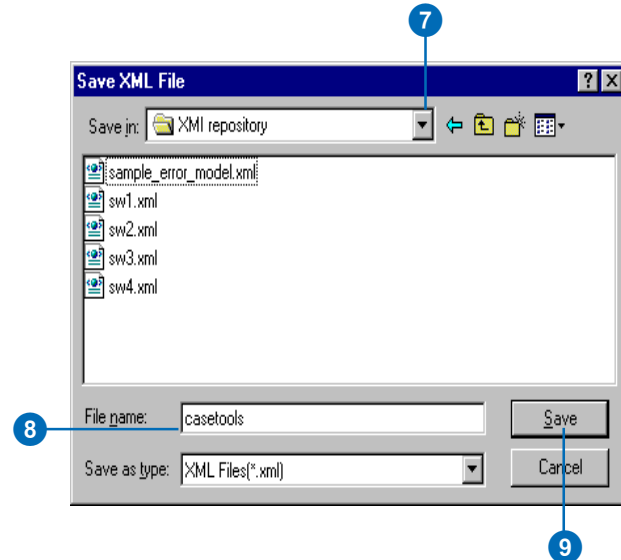 7
Save XML File
Save in: XMI repository
sample_error_model.xml
sw1.xml
sw2.xml
sw3.xml
sw4.xml
File name: casetools Save
8
Save as type: XML Files(*.xml) Cancel
9